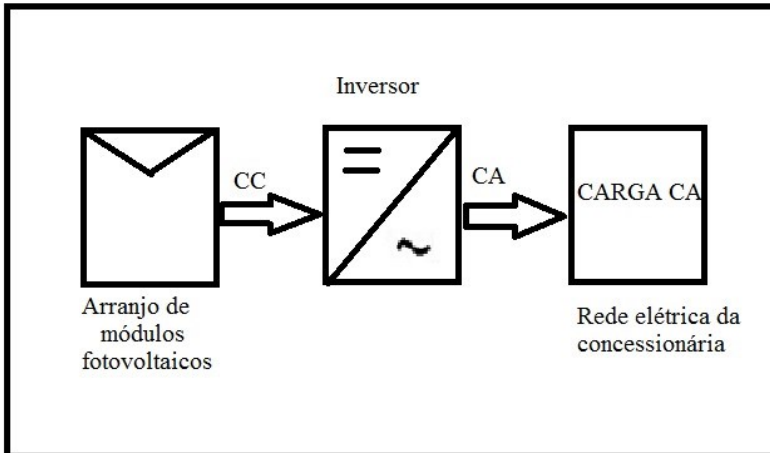 Inversor
CC
CA
CARGA CA
Arranjo de
módulos
fotovoltaicos
Rede elétrica da
concessionária